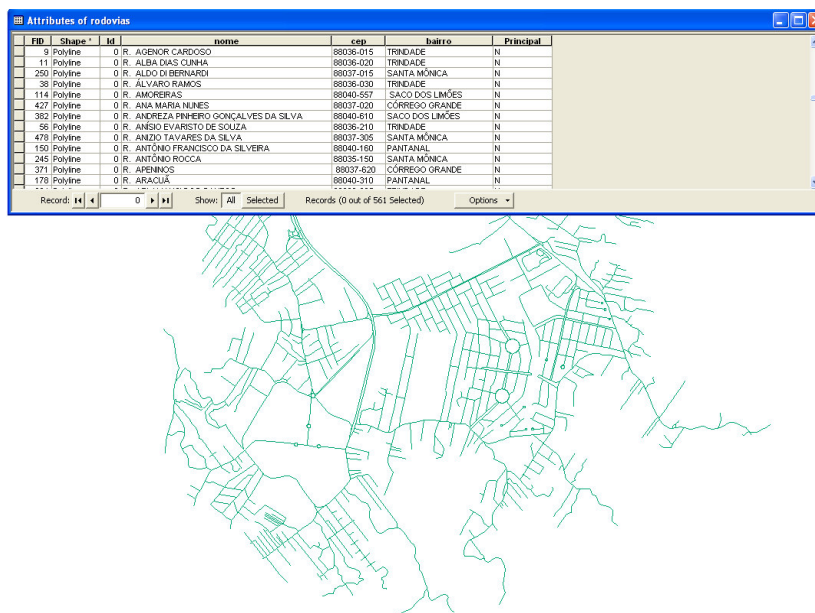 Attributes of rodovias
FID Shape * Id nome cep bairro Principal
9 Polyline 0 R. AGENOR CARDOSO 88036-015 TRINDADE N
11 Polyline 0 R. ALBA DIAS CUNHA 88036-020 TRINDADE N
250 Polyline 0 R. ALDO DI BERNARDI 88037-015 SANTA MÔNICA N
38 Polyline 0 R. ÁLVARO RAMOS 88036-030 TRINDADE N
114 Polyline 0 R. AMOREIRAS 88040-557 SACO DOS LIMÕES N
427 Polyline 0 R. ANA MARIA NUNES 88037-020 CÓRREGO GRANDE N
382 Polyline 0 R. ANDREZA PINHEIRO GONÇALVES DA SILVA 88040-610 SACO DOS LIMÕES N
56 Polyline 0 R. ANÍSIO EVARISTO DE SOUZA 88036-210 TRINDADE N
478 Polyline 0 R. ANIZIO TAVARES DA SILVA 88037-305 SANTA MÔNICA N
150 Polyline 0 R. ANTÔNIO FRANCISCO DA SILVEIRA 88040-160 PANTANAL N
245 Polyline 0 R. ANTÔNIO ROCCA 88035-150 SANTA MÔNICA N
371 Polyline 0 R. APENINOS 88037-620 CÓRREGO GRANDE N
178 Polyline 0 R. ARACUÃ 88040-310 PANTANAL N
Record: 0 Show: All Selected Records (0 out of 561 Selected) Options